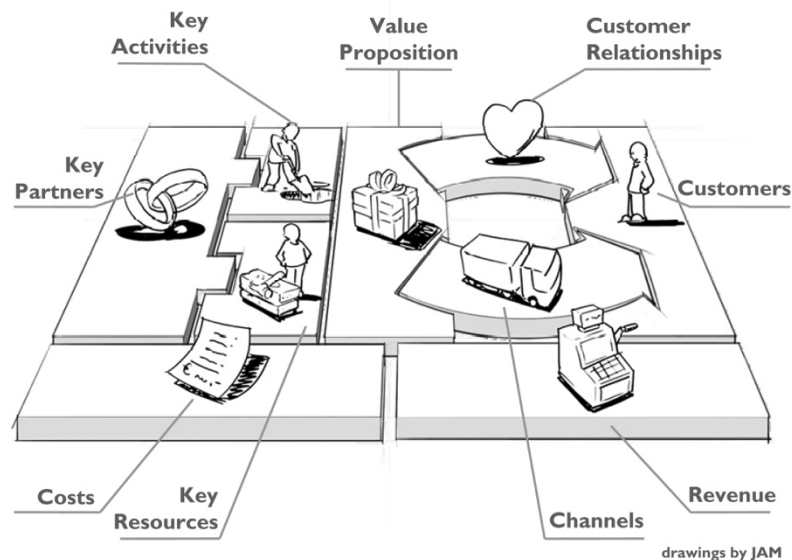 Key
Activities
Value
Proposition
Customer
Relationships
Key
Partners
Customers
Costs
Key
Resources
Channels
Revenue
drawings by JAM